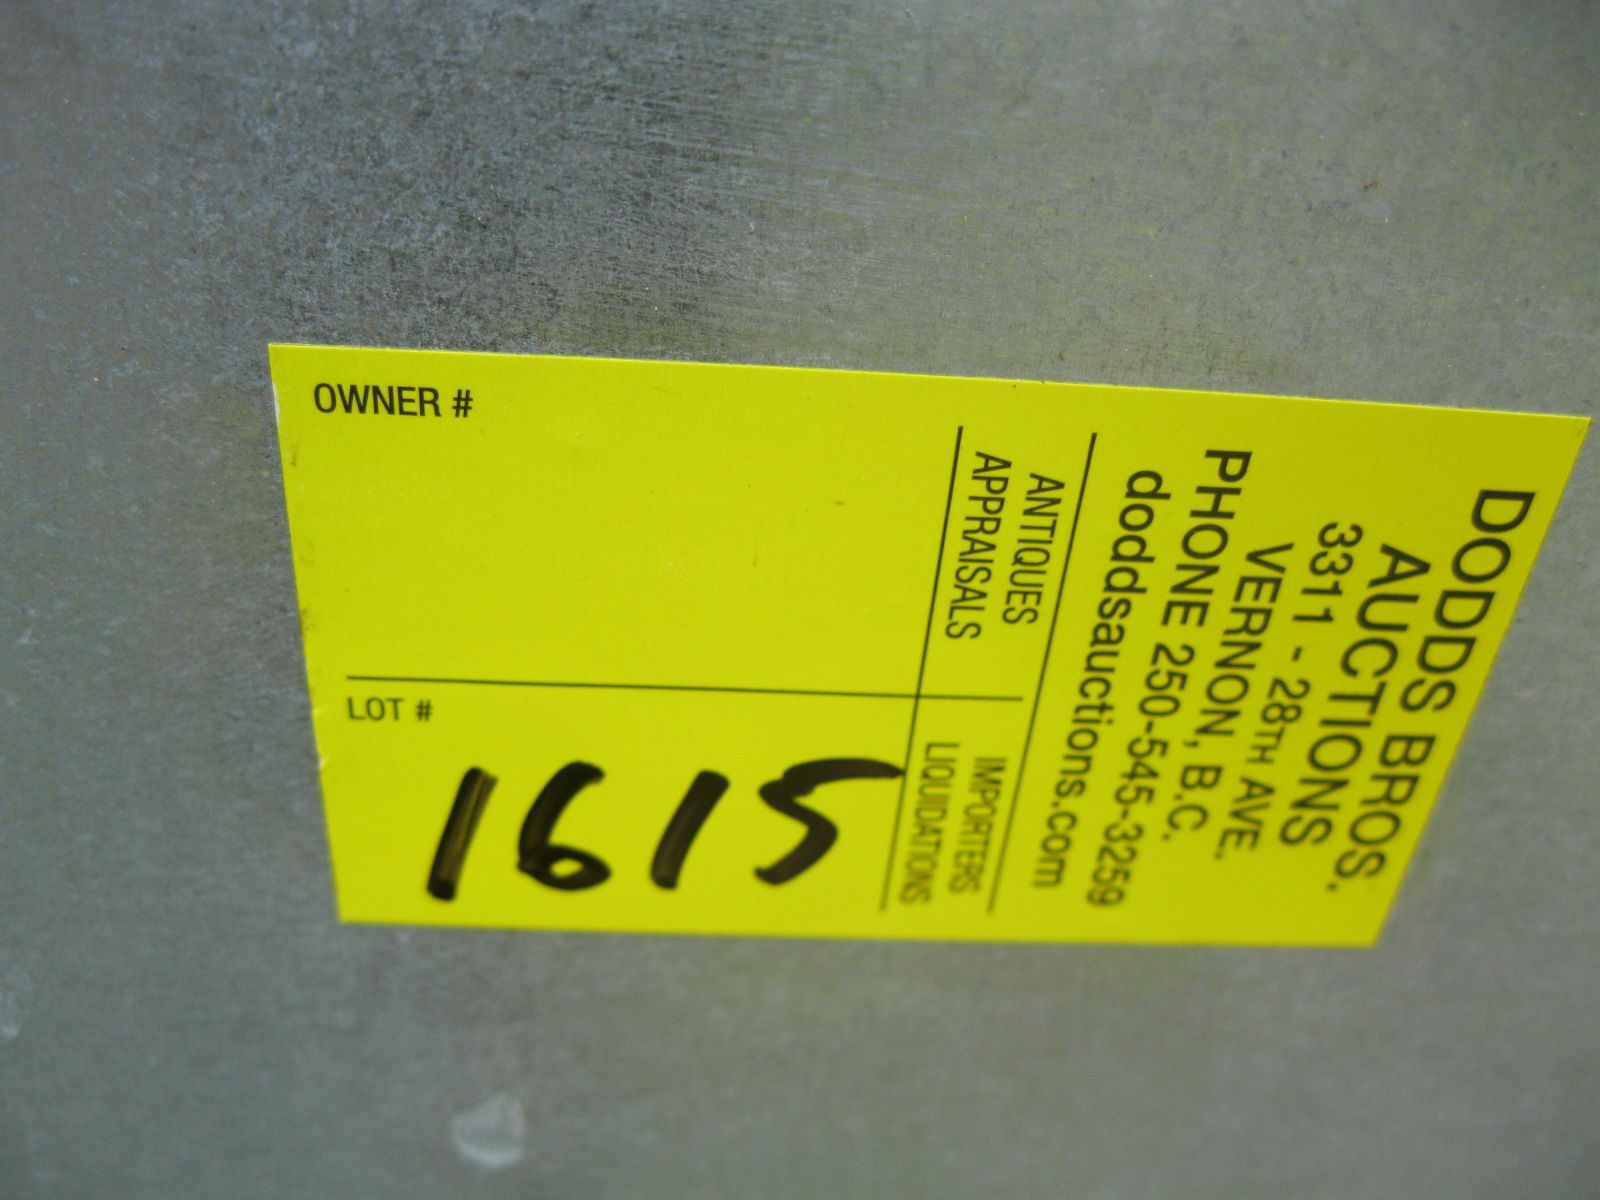 DODDS BROS.
AUCTIONS
3311 - 28TH AVE.
VERNON, B.C.
PHONE 250-545-3259
doddsauctions.com
ANTIQUES
APPRAISALS
IMPORTERS
LIQUIDATIONS
OWNER #
LOT #
1615